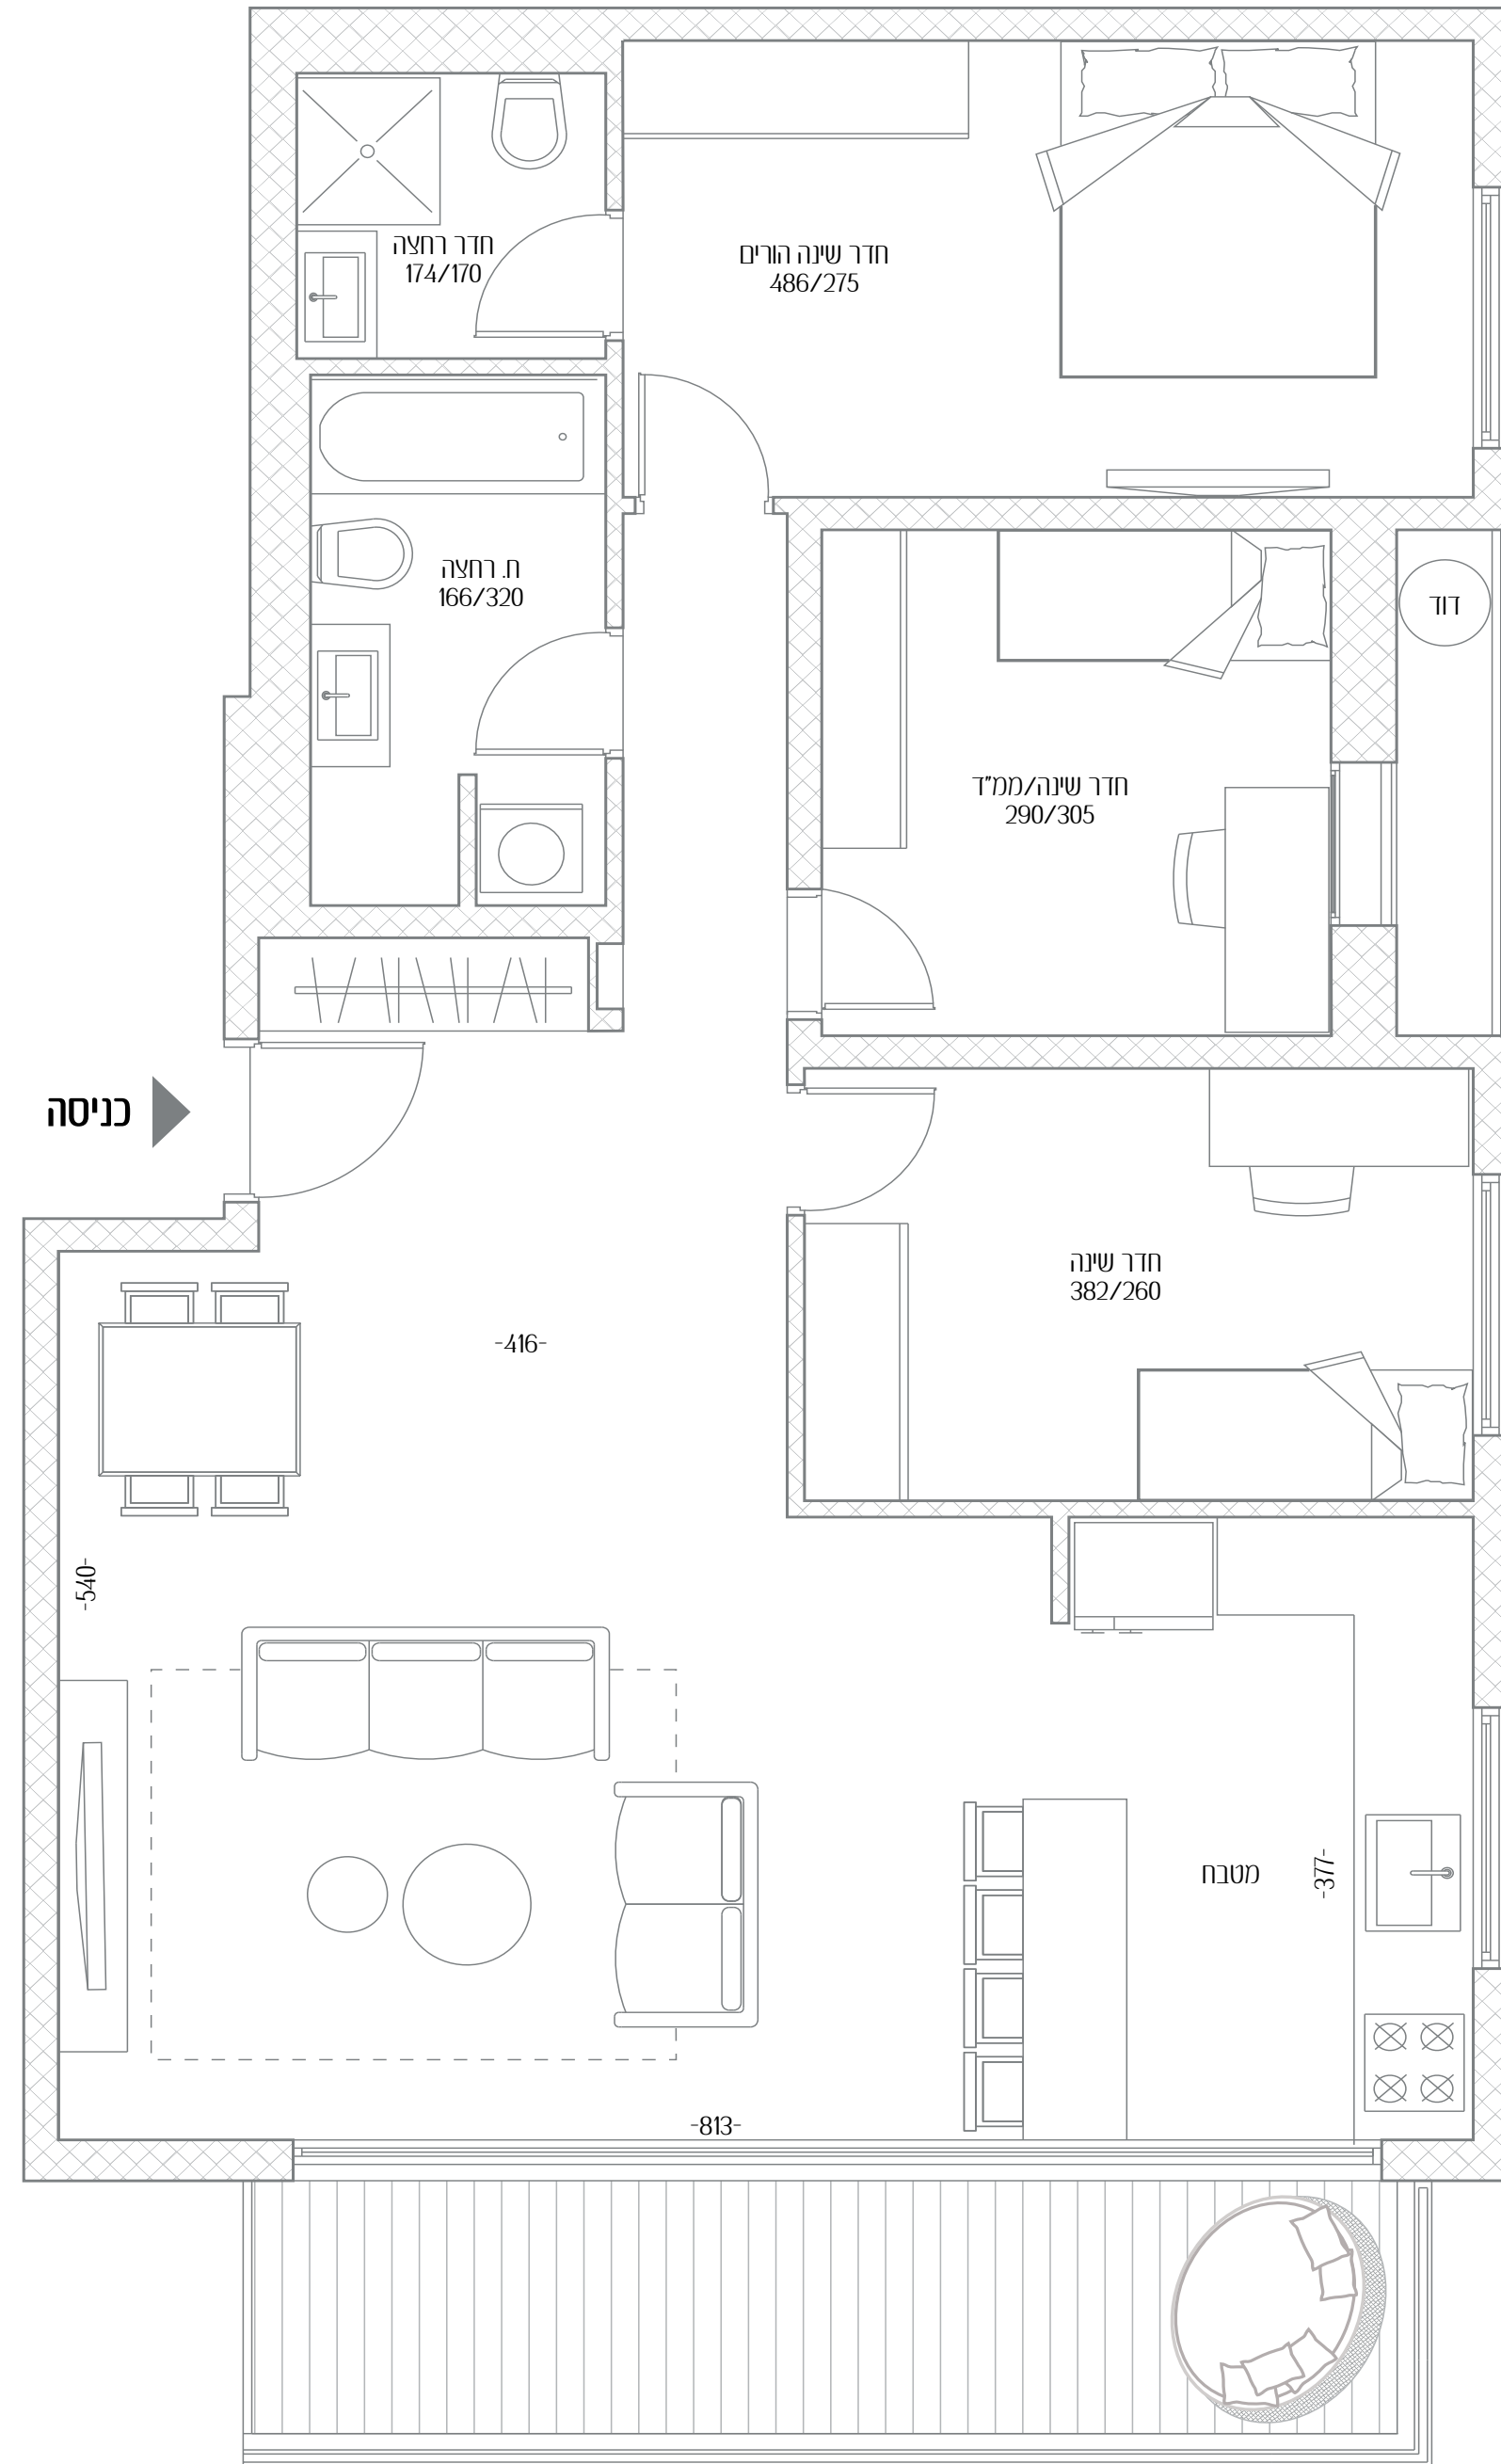 חדר רחצה
174/170
חדר שינה הורים
486/275
ח. רחצה
166/320
דוד
חדר שינה/ממ"ד
290/305
כניסה
חדר שינה
382/260
-416-
-540-
מטבח
-377-
-813-